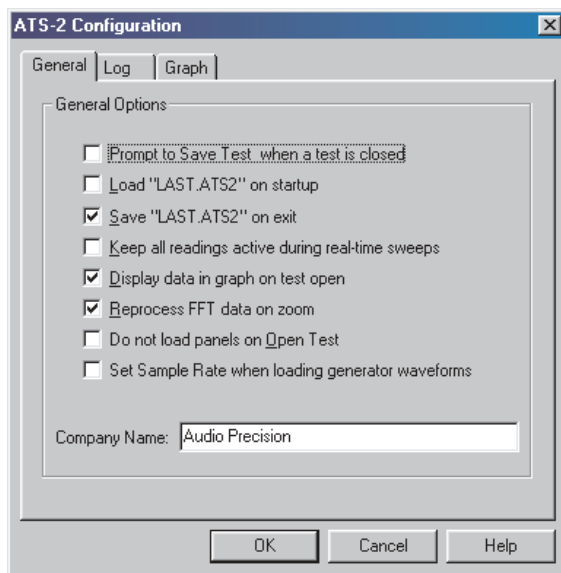 ATS-2 Configuration
General Log Graph
General Options
Prompt to Save Test when a test is closed
Load "LAST.ATS2" on startup
Save "LAST.ATS2" on exit
Keep all readings active during real-time sweeps
Display data in graph on test open
Reprocess FFT data on zoom
Do not load panels on Open Test
Set Sample Rate when loading generator waveforms
Company Name: Audio Precision
OK Cancel Help